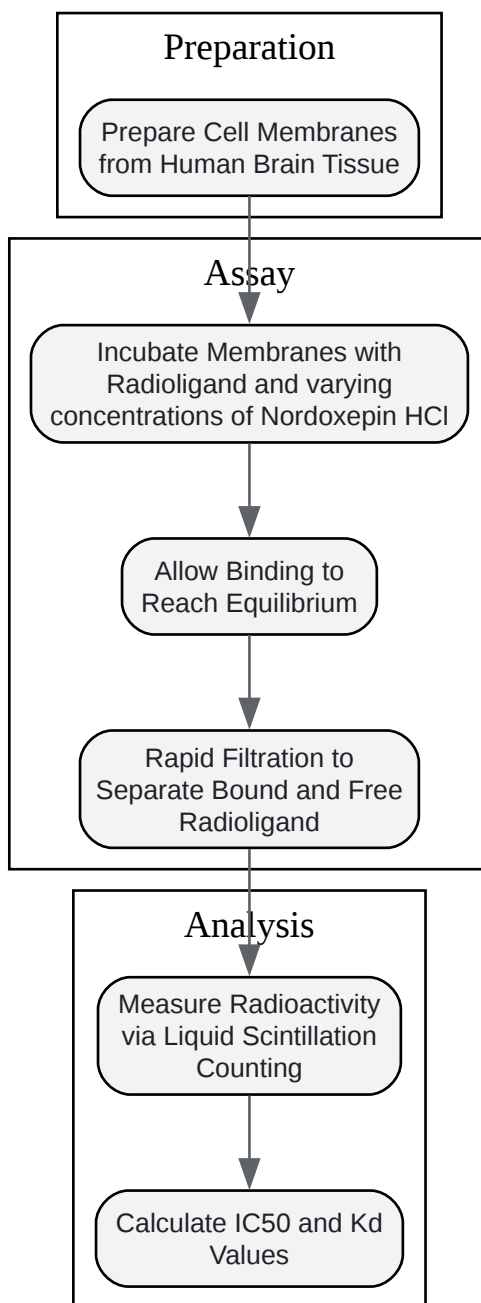 Preparation
Prepare Cell Membranes
from Human Brain Tissue
Assay
Incubate Membranes with
Radioligand and varying
concentrations of Nordoxepin HCl
Allow Binding to
Reach Equilibrium
Rapid Filtration to
Separate Bound and Free
Radioligand
Analysis
Measure Radioactivity
via Liquid Scintillation
Counting
Calculate IC50 and Kd
Values